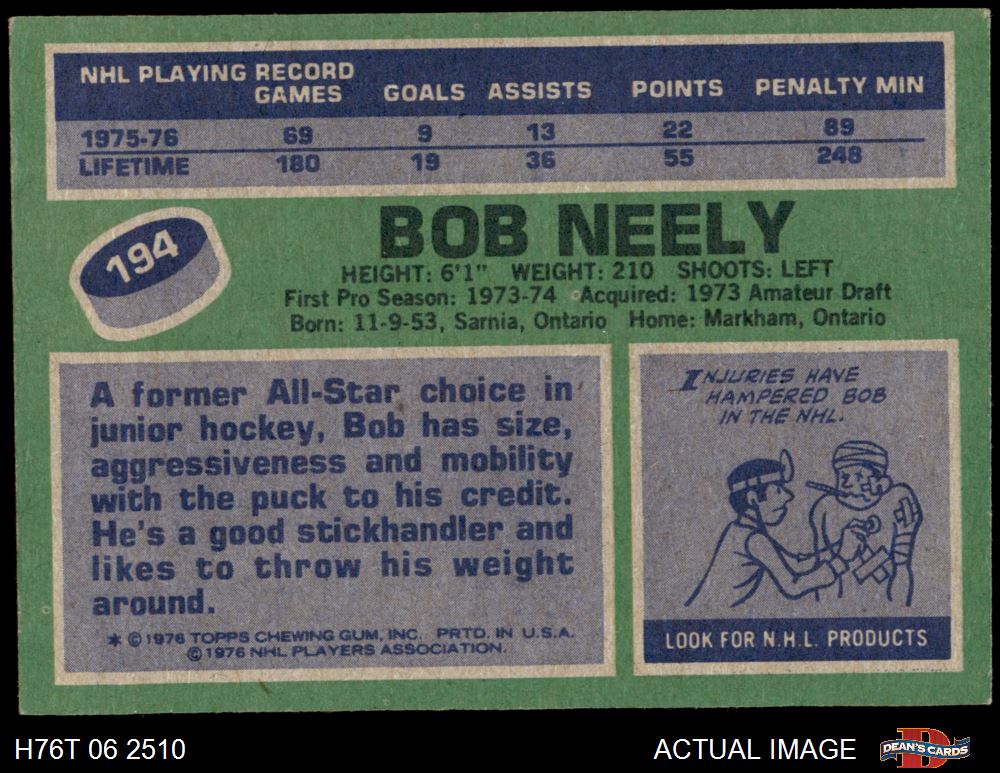 NHL PLAYING RECORD
GAMES GOALS ASSISTS POINTS PENALTY MIN
1975-76 69 9 13 22 89
LIFETIME 180 19 36 55 248
194
BOB NEELY
HEIGHT: 6'1" WEIGHT: 210 SHOOTS: LEFT
First Pro Season: 1973-74 Acquired: 1973 Amateur Draft
Born: 11-9-53, Sarnia, Ontario Home: Markham, Ontario
A former All-Star choice in
junior hockey, Bob has size,
aggressiveness and mobility
with the puck to his credit.
He's a good stickhandler and
likes to throw his weight
around.
* © 1976 TOPPS CHEWING GUM, INC. PRTD. IN U.S.A.
© 1976 NHL PLAYERS ASSOCIATION.
INJURIES HAVE
HAMPERED BOB
IN THE NHL.
LOOK FOR N.H.L. PRODUCTS
H76T 06 2510 ACTUAL IMAGE DEAN'S CARDS